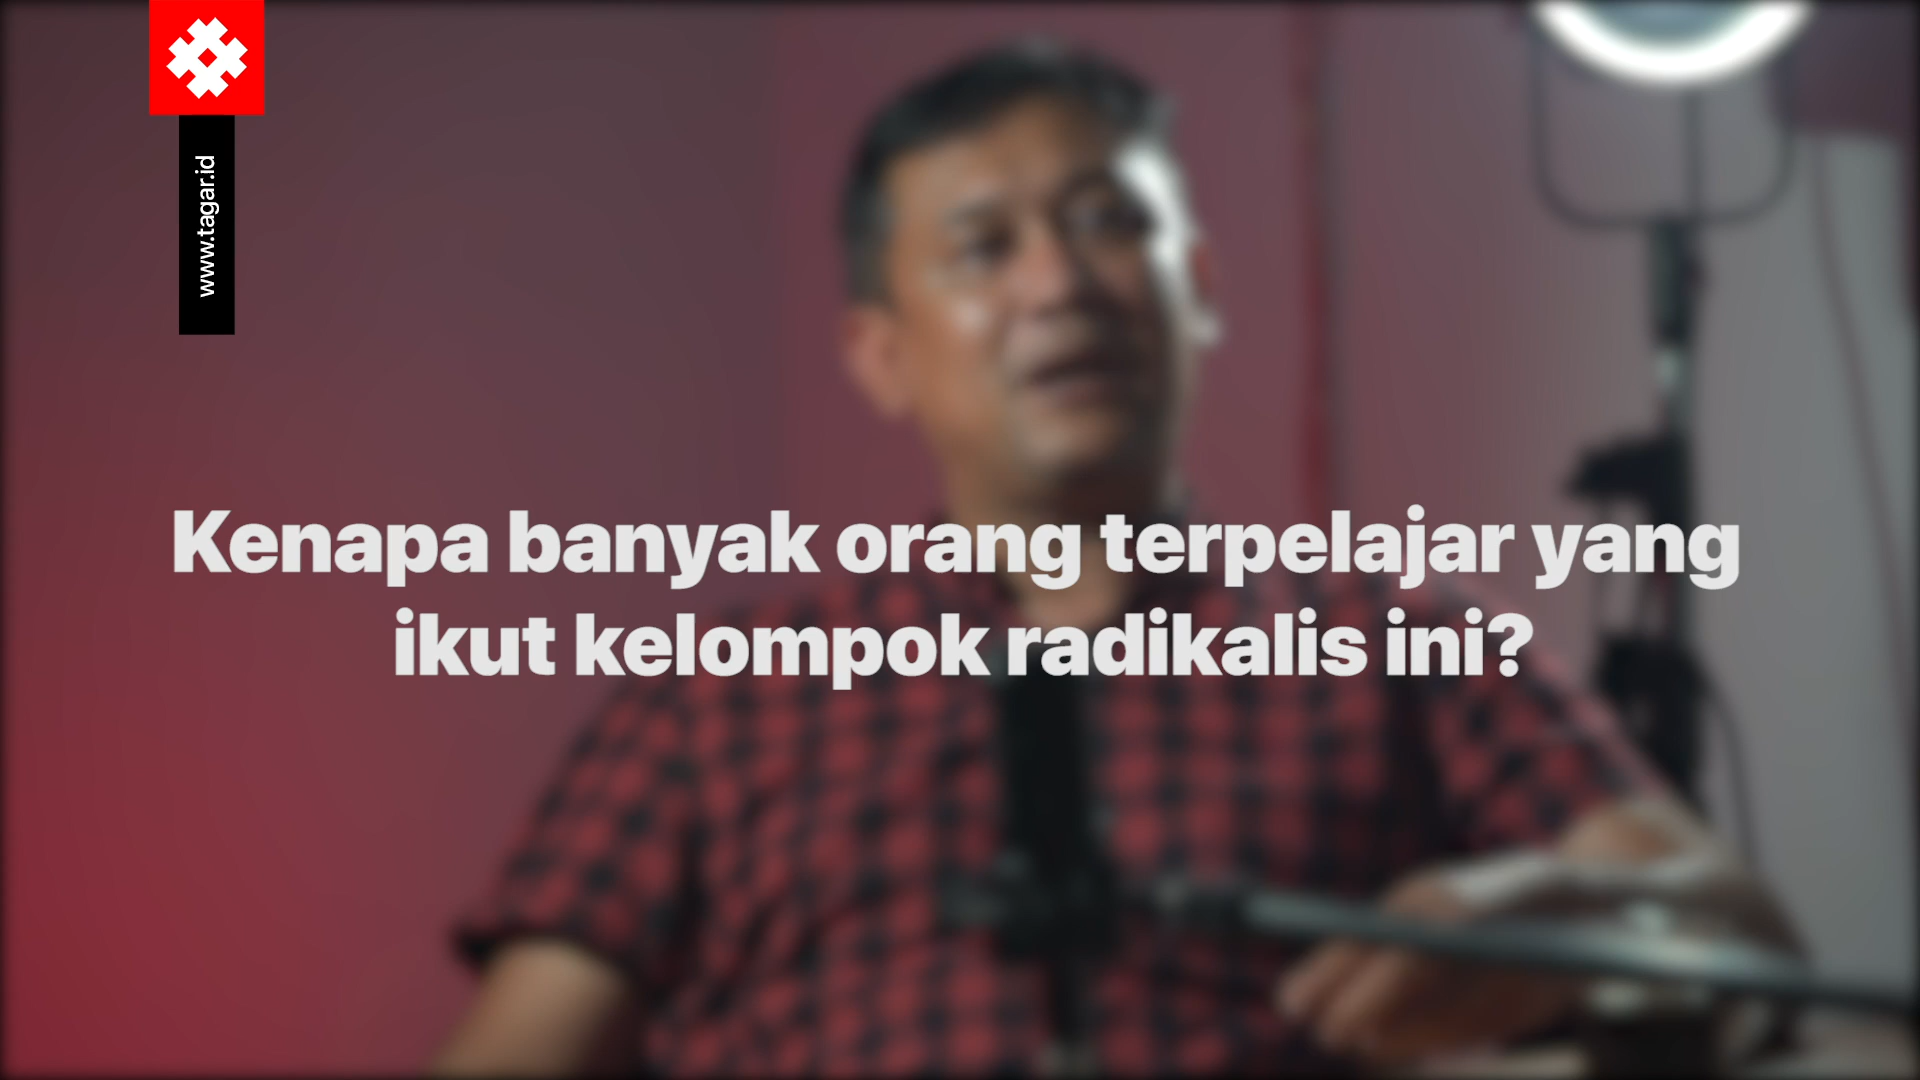 www.tagar.id
Kenapa banyak orang terpelajar yang
ikut kelompok radikalis ini?